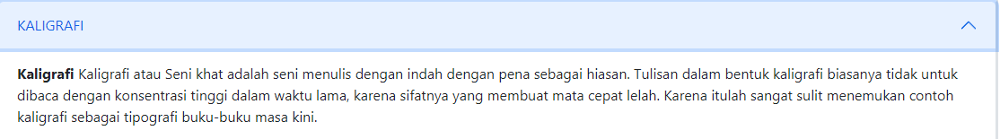 KALIGRAFI
Kaligrafi Kaligrafi atau Seni khat adalah seni menulis dengan indah dengan pena sebagai hiasan. Tulisan dalam bentuk kaligrafi biasanya tidak untuk
dibaca dengan konsentrasi tinggi dalam waktu lama, karena sifatnya yang membuat mata cepat lelah. Karena itulah sangat sulit menemukan contoh
kaligrafi sebagai tipografi buku-buku masa kini.